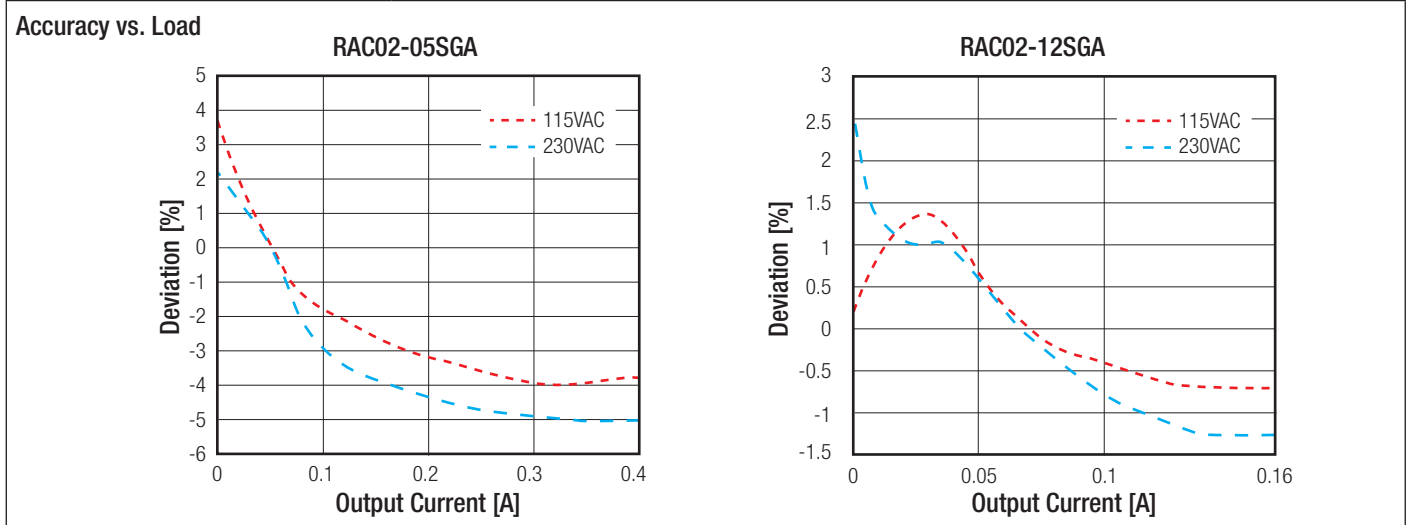 Accuracy vs. Load
RAC02-05SGA
5
4
3
2
1
0
-1
-2
-3
-4
-5
-6
Deviation [%]
115VAC
230VAC
0 0.1 0.2 0.3 0.4
Output Current [A]
RAC02-12SGA
3
2.5
2
1.5
1
0.5
0
-0.5
-1
-1.5
Deviation [%]
115VAC
230VAC
0 0.05 0.1 0.16
Output Current [A]